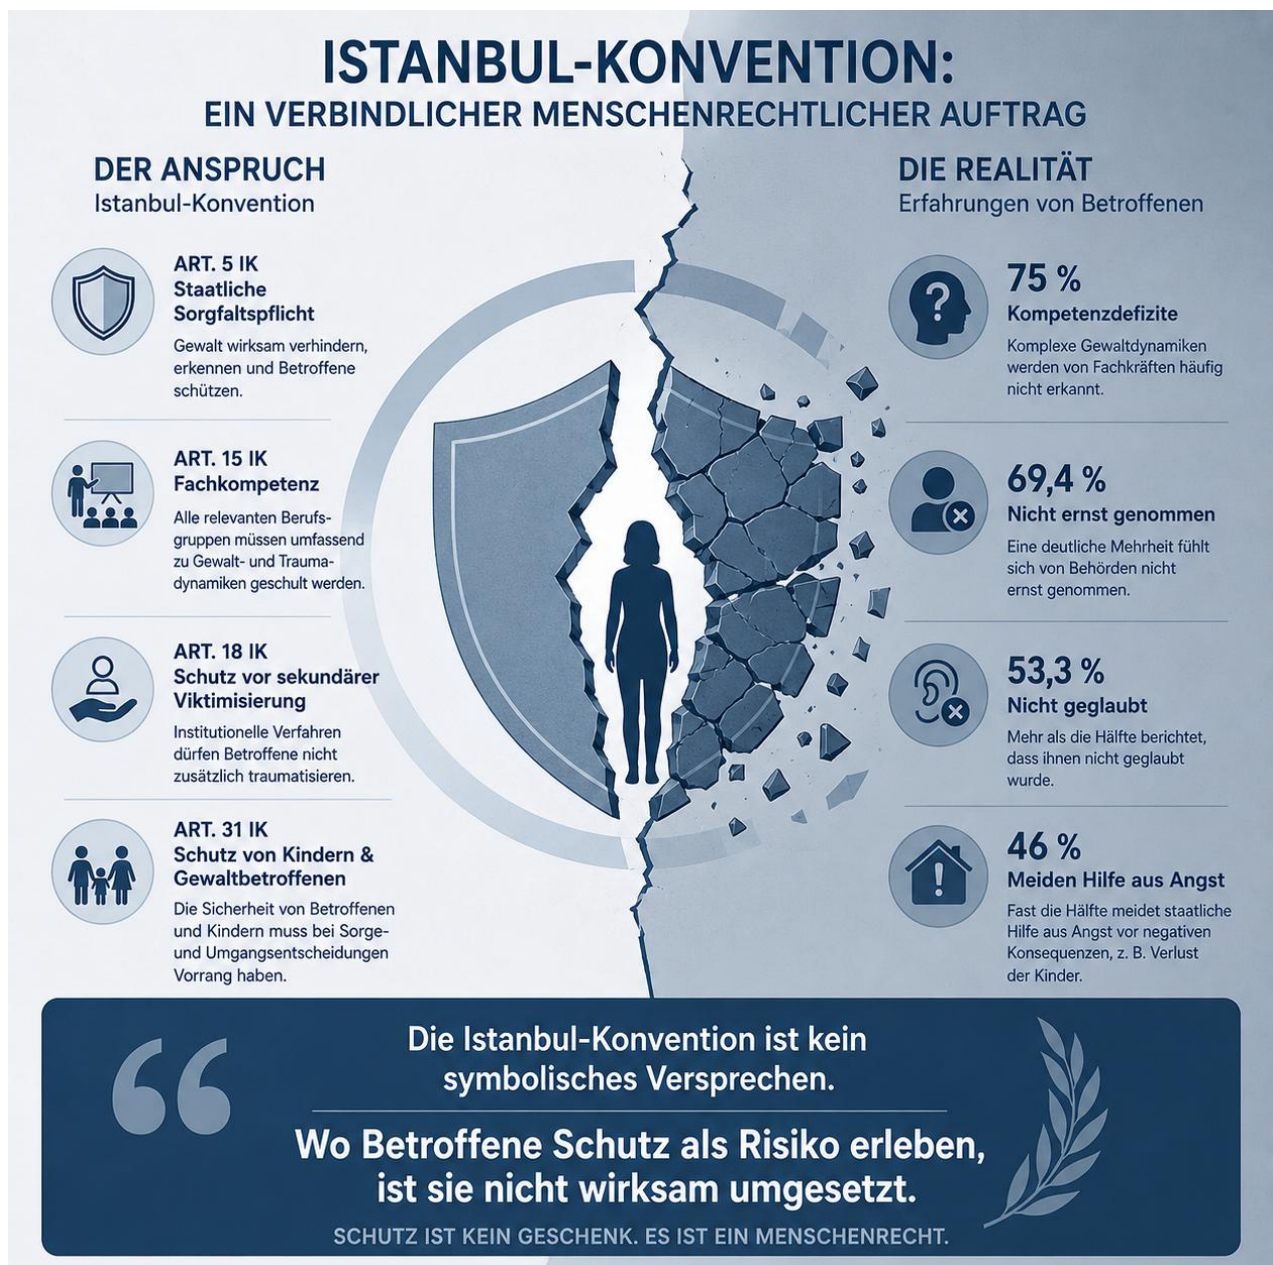 ISTANBUL-KONVENTION:
EIN VERBINDLICHER MENSCHENRECHTLICHER AUFTRAG
DER ANSPRUCH
Istanbul-Konvention
ART. 5 IK
Staatliche
Sorgfaltspflicht
Gewalt wirksam verhindern,
erkennen und Betroffene
schützen.
ART. 15 IK
Fachkompetenz
Alle relevanten Berufs-
gruppen müssen umfassend
zu Gewalt- und Trauma-
dynamiken geschult werden.
ART. 18 IK
Schutz vor sekundärer
Viktimisierung
Institutionelle Verfahren
dürfen Betroffene nicht
zusätzlich traumatisieren.
ART. 31 IK
Schutz von Kindern &
Gewaltbetroffenen
Die Sicherheit von Betroffenen
und Kindern muss bei Sorge-
und Umgangsentscheidungen
Vorrang haben.
DIE REALITÄT
Erfahrungen von Betroffenen
?
75 %
Kompetenzdefizite
Komplexe Gewaltdynamiken
werden von Fachkräften häufig
nicht erkannt.
69,4 %
Nicht ernst genommen
Eine deutliche Mehrheit fühlt
sich von Behörden nicht
ernst genommen.
53,3 %
Nicht geglaubt
Mehr als die Hälfte berichtet,
dass ihnen nicht geglaubt
wurde.
!
46 %
Meiden Hilfe aus Angst
Fast die Hälfte meidet staatliche
Hilfe aus Angst vor negativen
Konsequenzen, z. B. Verlust
der Kinder.
“
Die Istanbul-Konvention ist kein
symbolisches Versprechen.
Wo Betroffene Schutz als Risiko erleben,
ist sie nicht wirksam umgesetzt.
SCHUTZ IST KEIN GESCHENK. ES IST EIN MENSCHENRECHT.